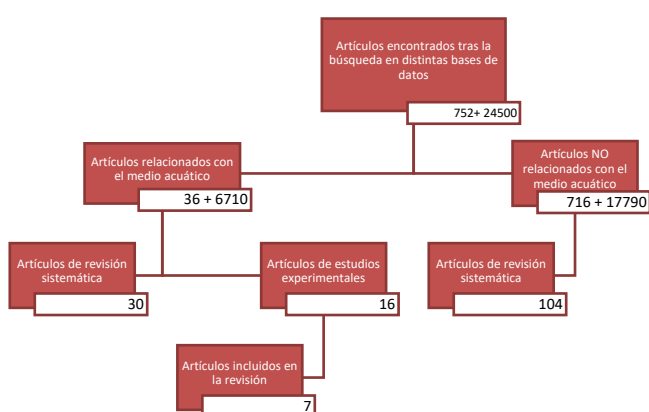 Artículos encontrados tras la
búsqueda en distintas bases de
datos
752+ 24500
Artículos relacionados con
el medio acuático
36 + 6710
Artículos NO
relacionados con el
medio acuático
716 + 17790
Artículos de revisión
sistemática
30
Artículos de estudios
experimentales
16
Artículos de revisión
sistemática
104
Artículos incluidos en
la revisión
7